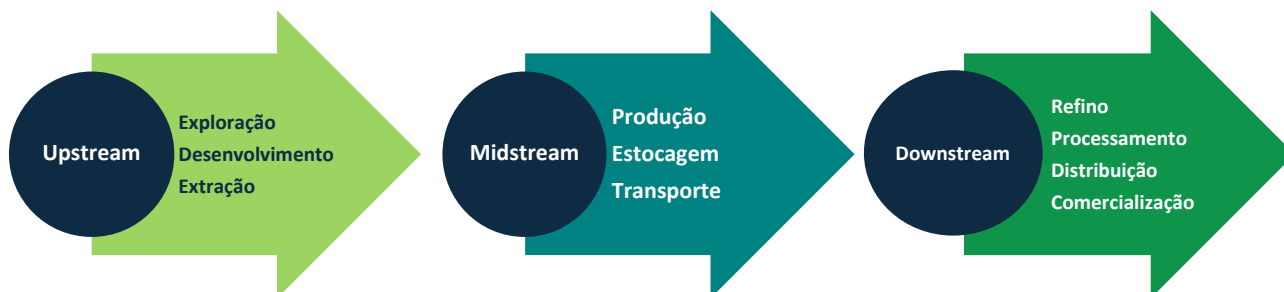 Upstream
Exploração
Desenvolvimento
Extração
Midstream
Produção
Estocagem
Transporte
Downstream
Refino
Processamento
Distribuição
Comercialização